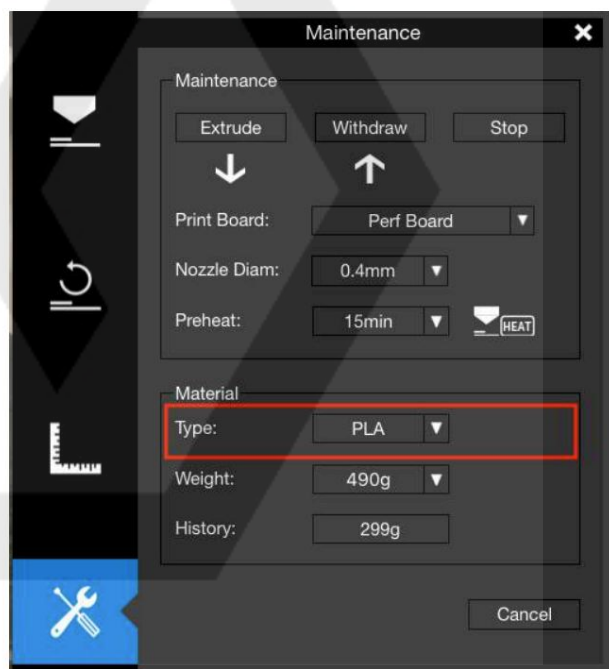 Maintenance
Maintenance
Extrude Withdraw Stop
Print Board: Perf Board
Nozzle Diam: 0.4mm
Preheat: 15min HEAT
Material
Type: PLA
Weight: 490g
History: 299g
Cancel